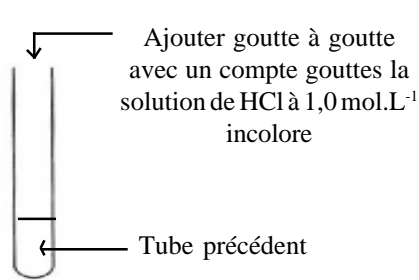 Ajouter goutte à goutte
avec un compte gouttes la
solution de HCl à 1,0 mol.L⁻¹
incolore
Tube précédent